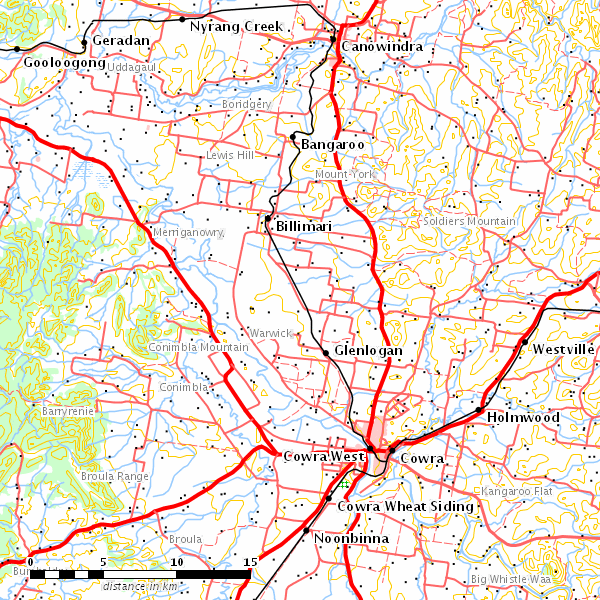 Nyrang Creek
Geradan
Canowindra
Gooloogong
Uddagaul
Boridgery
Bangaroo
Lewis Hill
Mount York
Soldiers Mountain
Billimari
Merriganowry
Warwick
Conimbla Mountain
Glenlogan
Westville
Conimbla
Barryrenie
Holmwood
Cowra West
Cowra
Broula Range
Kangaroo Flat
Cowra Wheat Siding
Noonbinna
Broula
0 5 10 15
distance in km
Big Whistle Waa